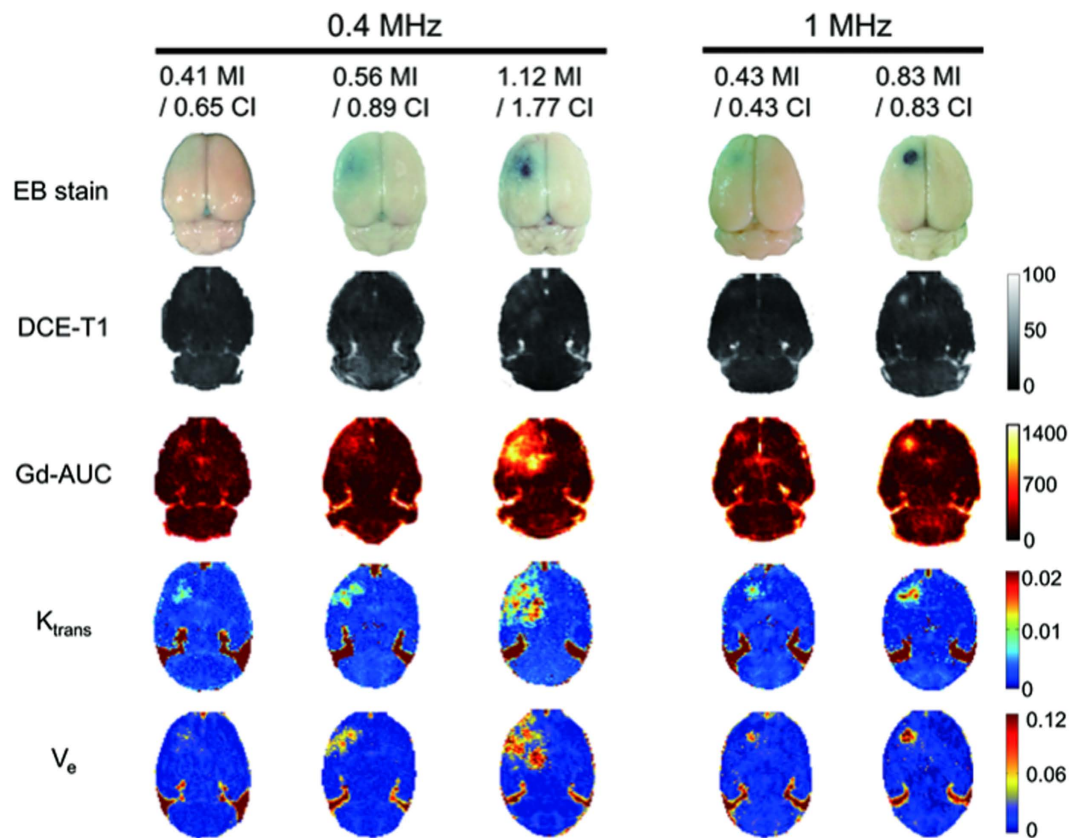 0.4 MHz
1 MHz
0.41 MI
/ 0.65 CI
0.56 MI
/ 0.89 CI
1.12 MI
/ 1.77 CI
0.43 MI
/ 0.43 CI
0.83 MI
/ 0.83 CI
EB stain
DCE-T1
100
50
0
Gd-AUC
1400
700
0
Ktrans
0.02
0.01
0
Ve
0.12
0.06
0